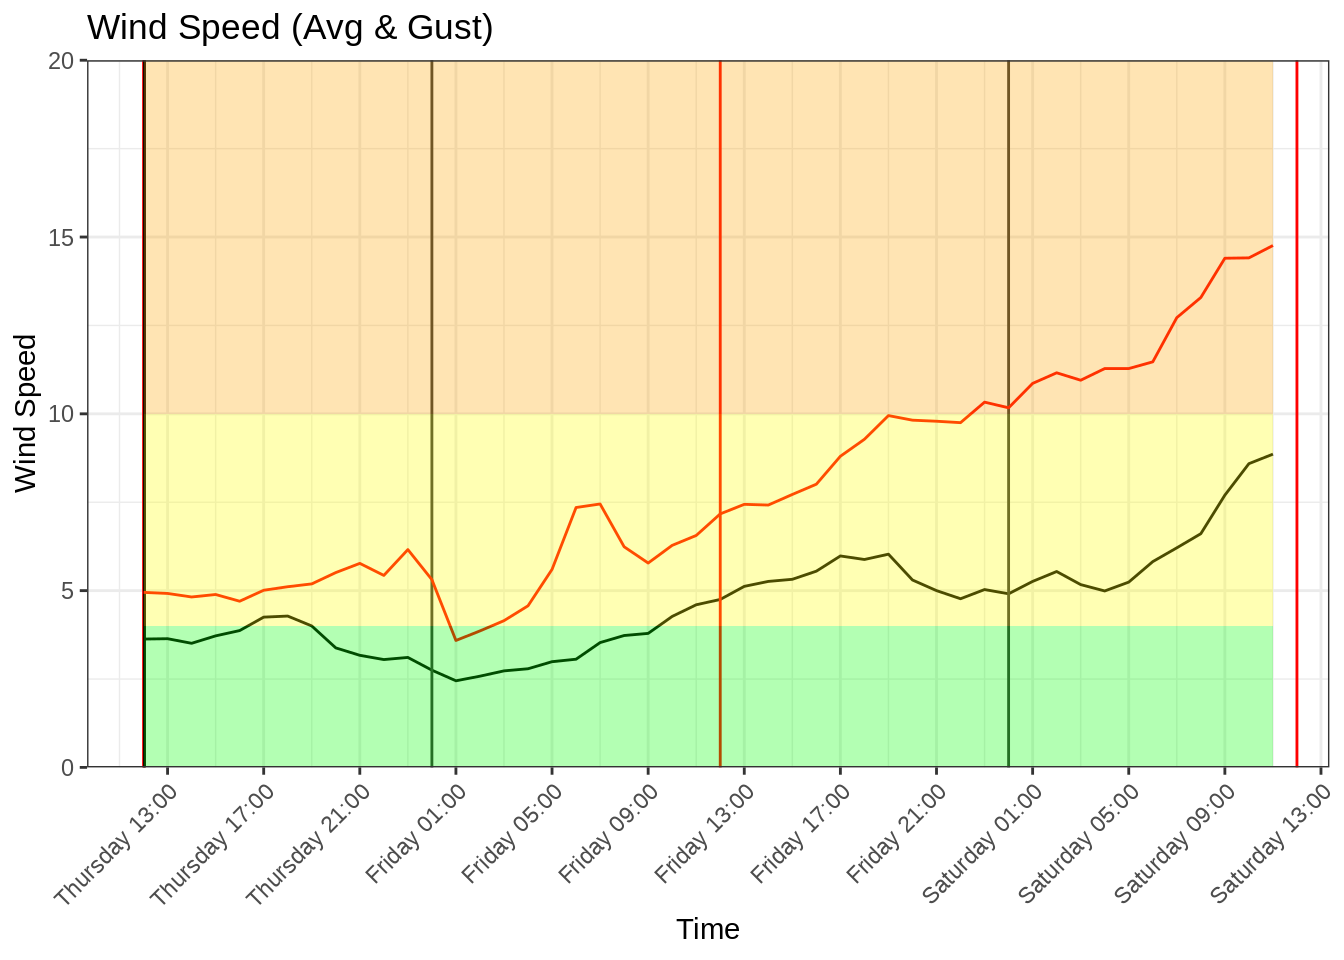 Wind Speed (Avg & Gust)
20
15
10
5
0
Wind Speed
Thursday 13:00
Thursday 17:00
Thursday 21:00
Friday 01:00
Friday 05:00
Friday 09:00
Friday 13:00
Friday 17:00
Friday 21:00
Saturday 01:00
Saturday 05:00
Saturday 09:00
Saturday 13:00
Time